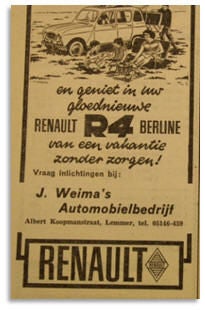 en geniet in Uw
gloednieuwe
RENAULT R4 BERLINE
van een vakantie
zonder zorgen!
Vraag inlichtingen bij:
J. Weima's
Automobielbedrijf
Albert Koopmanstraat, Lemmer, tel. 05146-459
RENAULT